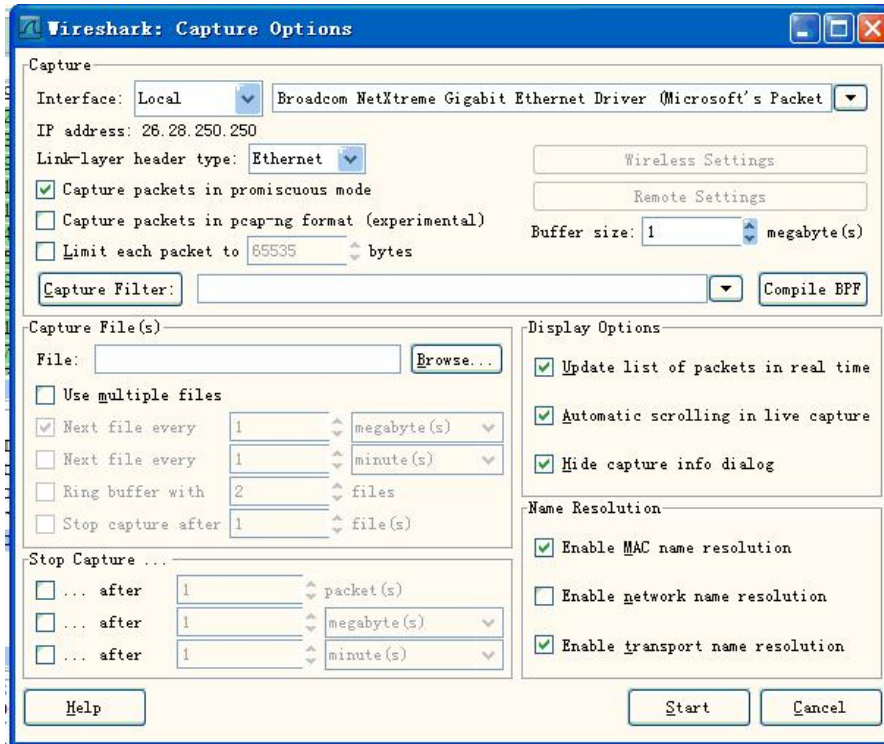 Wireshark: Capture Options
Capture
Interface: Local Broadcom NetXtreme Gigabit Ethernet Driver (Microsoft's Packet
IP address: 26.28.250.250
Link-layer header type: Ethernet
Wireless Settings
Capture packets in promiscuous mode
Remote Settings
Capture packets in pcap-ng format (experimental)
Buffer size: 1 megabyte(s)
Limit each packet to 65535 bytes
Capture Filter: Compile BPF
Capture File(s)
File: Browse...
Use multiple files
Next file every 1 megabyte(s)
Next file every 1 minute(s)
Ring buffer with 2 files
Stop capture after 1 file(s)
Stop Capture ...
... after 1 packet(s)
... after 1 megabyte(s)
... after 1 minute(s)
Display Options
Update list of packets in real time
Automatic scrolling in live capture
Hide capture info dialog
Name Resolution
Enable MAC name resolution
Enable network name resolution
Enable transport name resolution
Help Start Cancel